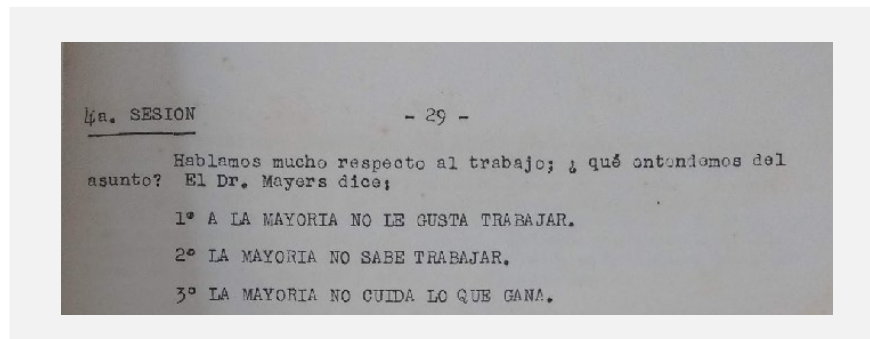 4a. SESION - 29 -
Hablamos mucho respecto al trabajo; ¿ qué entendemos del
asunto? El Dr. Mayers dice;
1º A LA MAYORIA NO LE GUSTA TRABAJAR.
2º LA MAYORIA NO SABE TRABAJAR.
3º LA MAYORIA NO CUIDA LO QUE GANA.